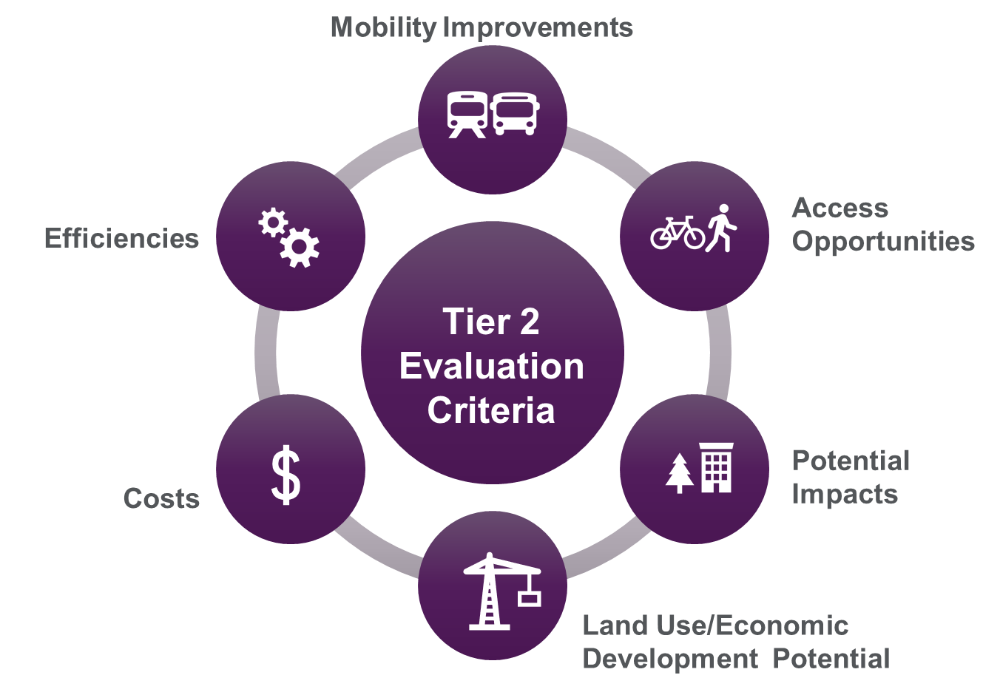 Mobility Improvements
Access
Opportunities
Efficiencies
Tier 2
Evaluation
Criteria
Potential
Impacts
Costs
$
Land Use/Economic
Development Potential